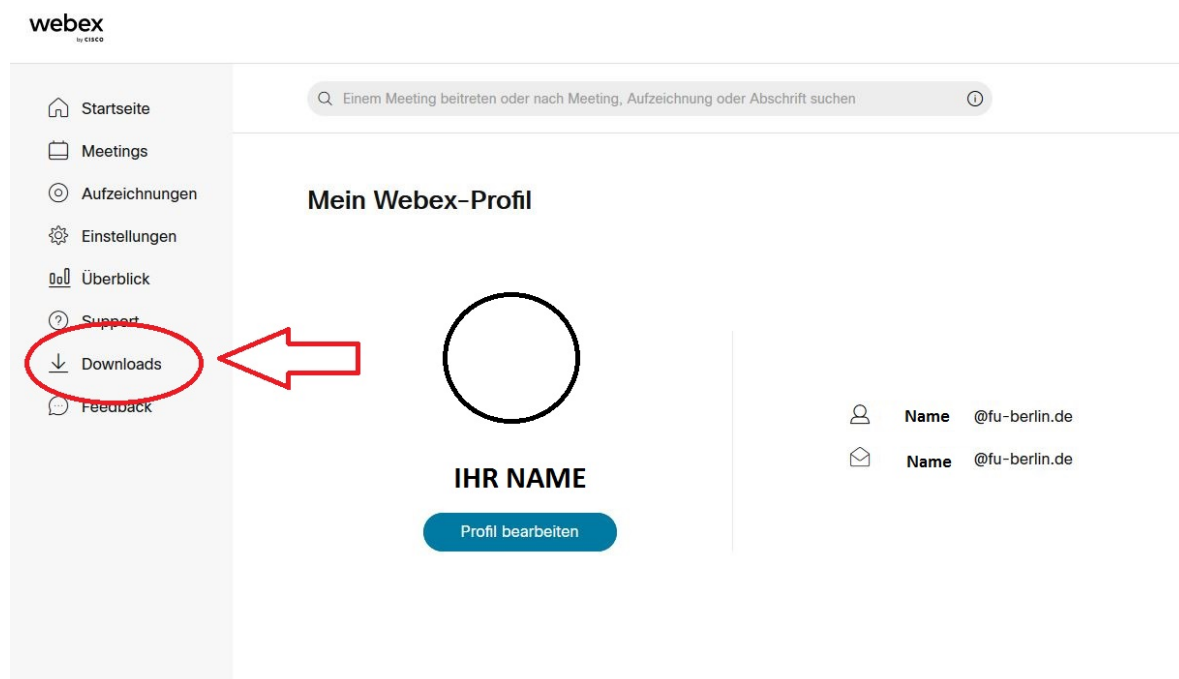 webex
by CISCO
Einem Meeting beitreten oder nach Meeting, Aufzeichnung oder Abschrift suchen
Startseite
Meetings
Aufzeichnungen
Einstellungen
Überblick
Support
Downloads
Feedback
Mein Webex-Profil
IHR NAME
Profil bearbeiten
Name @fu-berlin.de
Name @fu-berlin.de